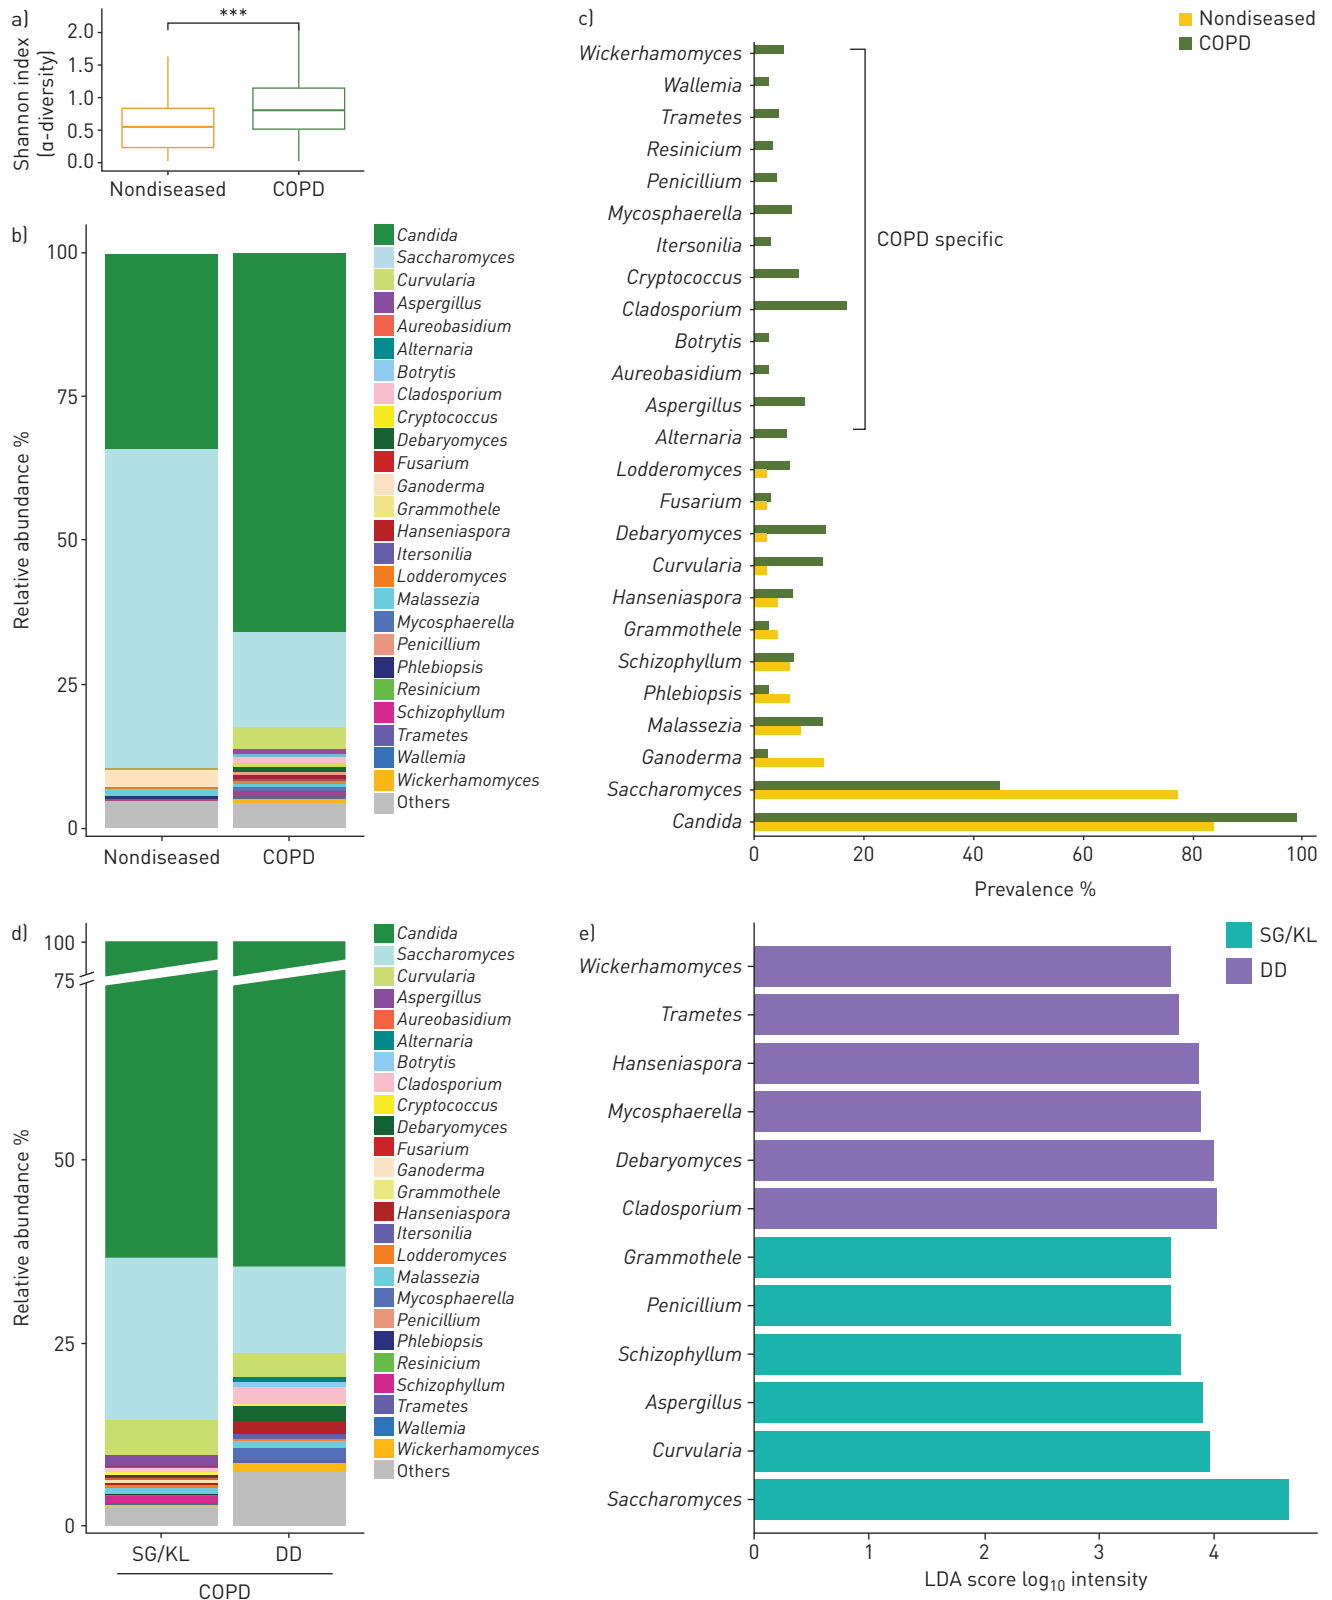 a)
***
Shannon index
(α-diversity)
2.0
1.5
1.0
0.5
0.0
Nondiseased
COPD
b)
Relative abundance %
100
75
50
25
0
Nondiseased
COPD
Candida
Saccharomyces
Curvularia
Aspergillus
Aureobasidium
Alternaria
Botrytis
Cladosporium
Cryptococcus
Debaryomyces
Fusarium
Ganoderma
Grammothele
Hanseniaspora
Itersonilia
Lodderomyces
Malassezia
Mycosphaerella
Penicillium
Phlebiopsis
Resinicium
Schizophyllum
Trametes
Wallemia
Wickerhamomyces
Others
c)
Nondiseased
COPD
Wickerhamomyces
Wallemia
Trametes
Resinicium
Penicillium
Mycosphaerella
Itersonilia
Cryptococcus
Cladosporium
Botrytis
Aureobasidium
Aspergillus
Alternaria
Lodderomyces
Fusarium
Debaryomyces
Curvularia
Hanseniaspora
Grammothele
Schizophyllum
Phlebiopsis
Malassezia
Ganoderma
Saccharomyces
Candida
COPD specific
0
20
40
60
80
100
Prevalence %
d)
Relative abundance %
100
75
50
25
0
SG/KL
DD
COPD
Candida
Saccharomyces
Curvularia
Aspergillus
Aureobasidium
Alternaria
Botrytis
Cladosporium
Cryptococcus
Debaryomyces
Fusarium
Ganoderma
Grammothele
Hanseniaspora
Itersonilia
Lodderomyces
Malassezia
Mycosphaerella
Penicillium
Phlebiopsis
Resinicium
Schizophyllum
Trametes
Wallemia
Wickerhamomyces
Others
e)
SG/KL
DD
Wickerhamomyces
Trametes
Hanseniaspora
Mycosphaerella
Debaryomyces
Cladosporium
Grammothele
Penicillium
Schizophyllum
Aspergillus
Curvularia
Saccharomyces
0
1
2
3
4
LDA score log10 intensity